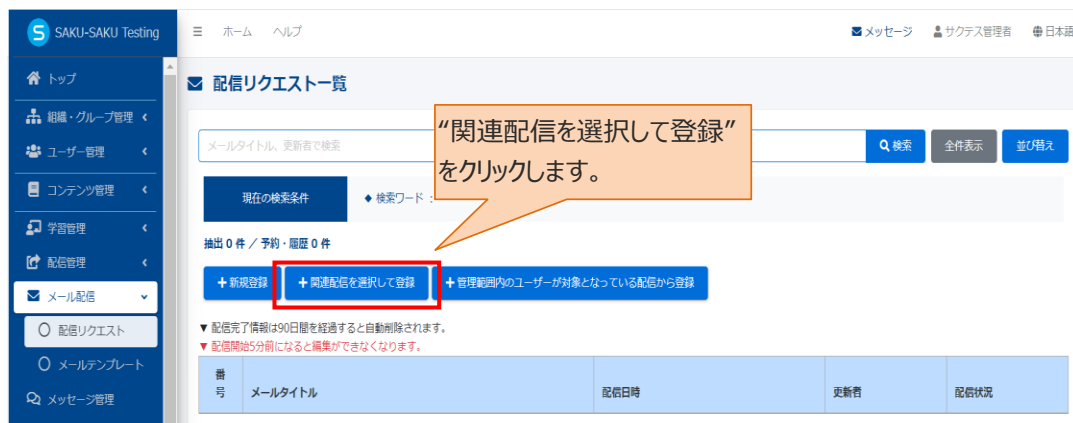 S SAKU-SAKU Testing
ホーム ヘルプ
メッセージ サクテス管理者 日本語
トップ
組織・グループ管理
ユーザー管理
コンテンツ管理
学習管理
配信管理
メール配信
配信リクエスト
メールテンプレート
メッセージ管理
配信リクエスト一覧
“関連配信を選択して登録”
をクリックします。
メールタイトル、更新者で検索
検索 全件表示 並び替え
現在の検索条件 ◆ 検索ワード :
抽出 0 件 / 予約・履歴 0 件
+新規登録 +関連配信を選択して登録 +管理範囲内のユーザーが対象となっている配信から登録
▼ 配信完了情報は90日間を経過すると自動削除されます。
▼ 配信開始5分前になると編集ができなくなります。
番号 メールタイトル 配信日時 更新者 配信状況